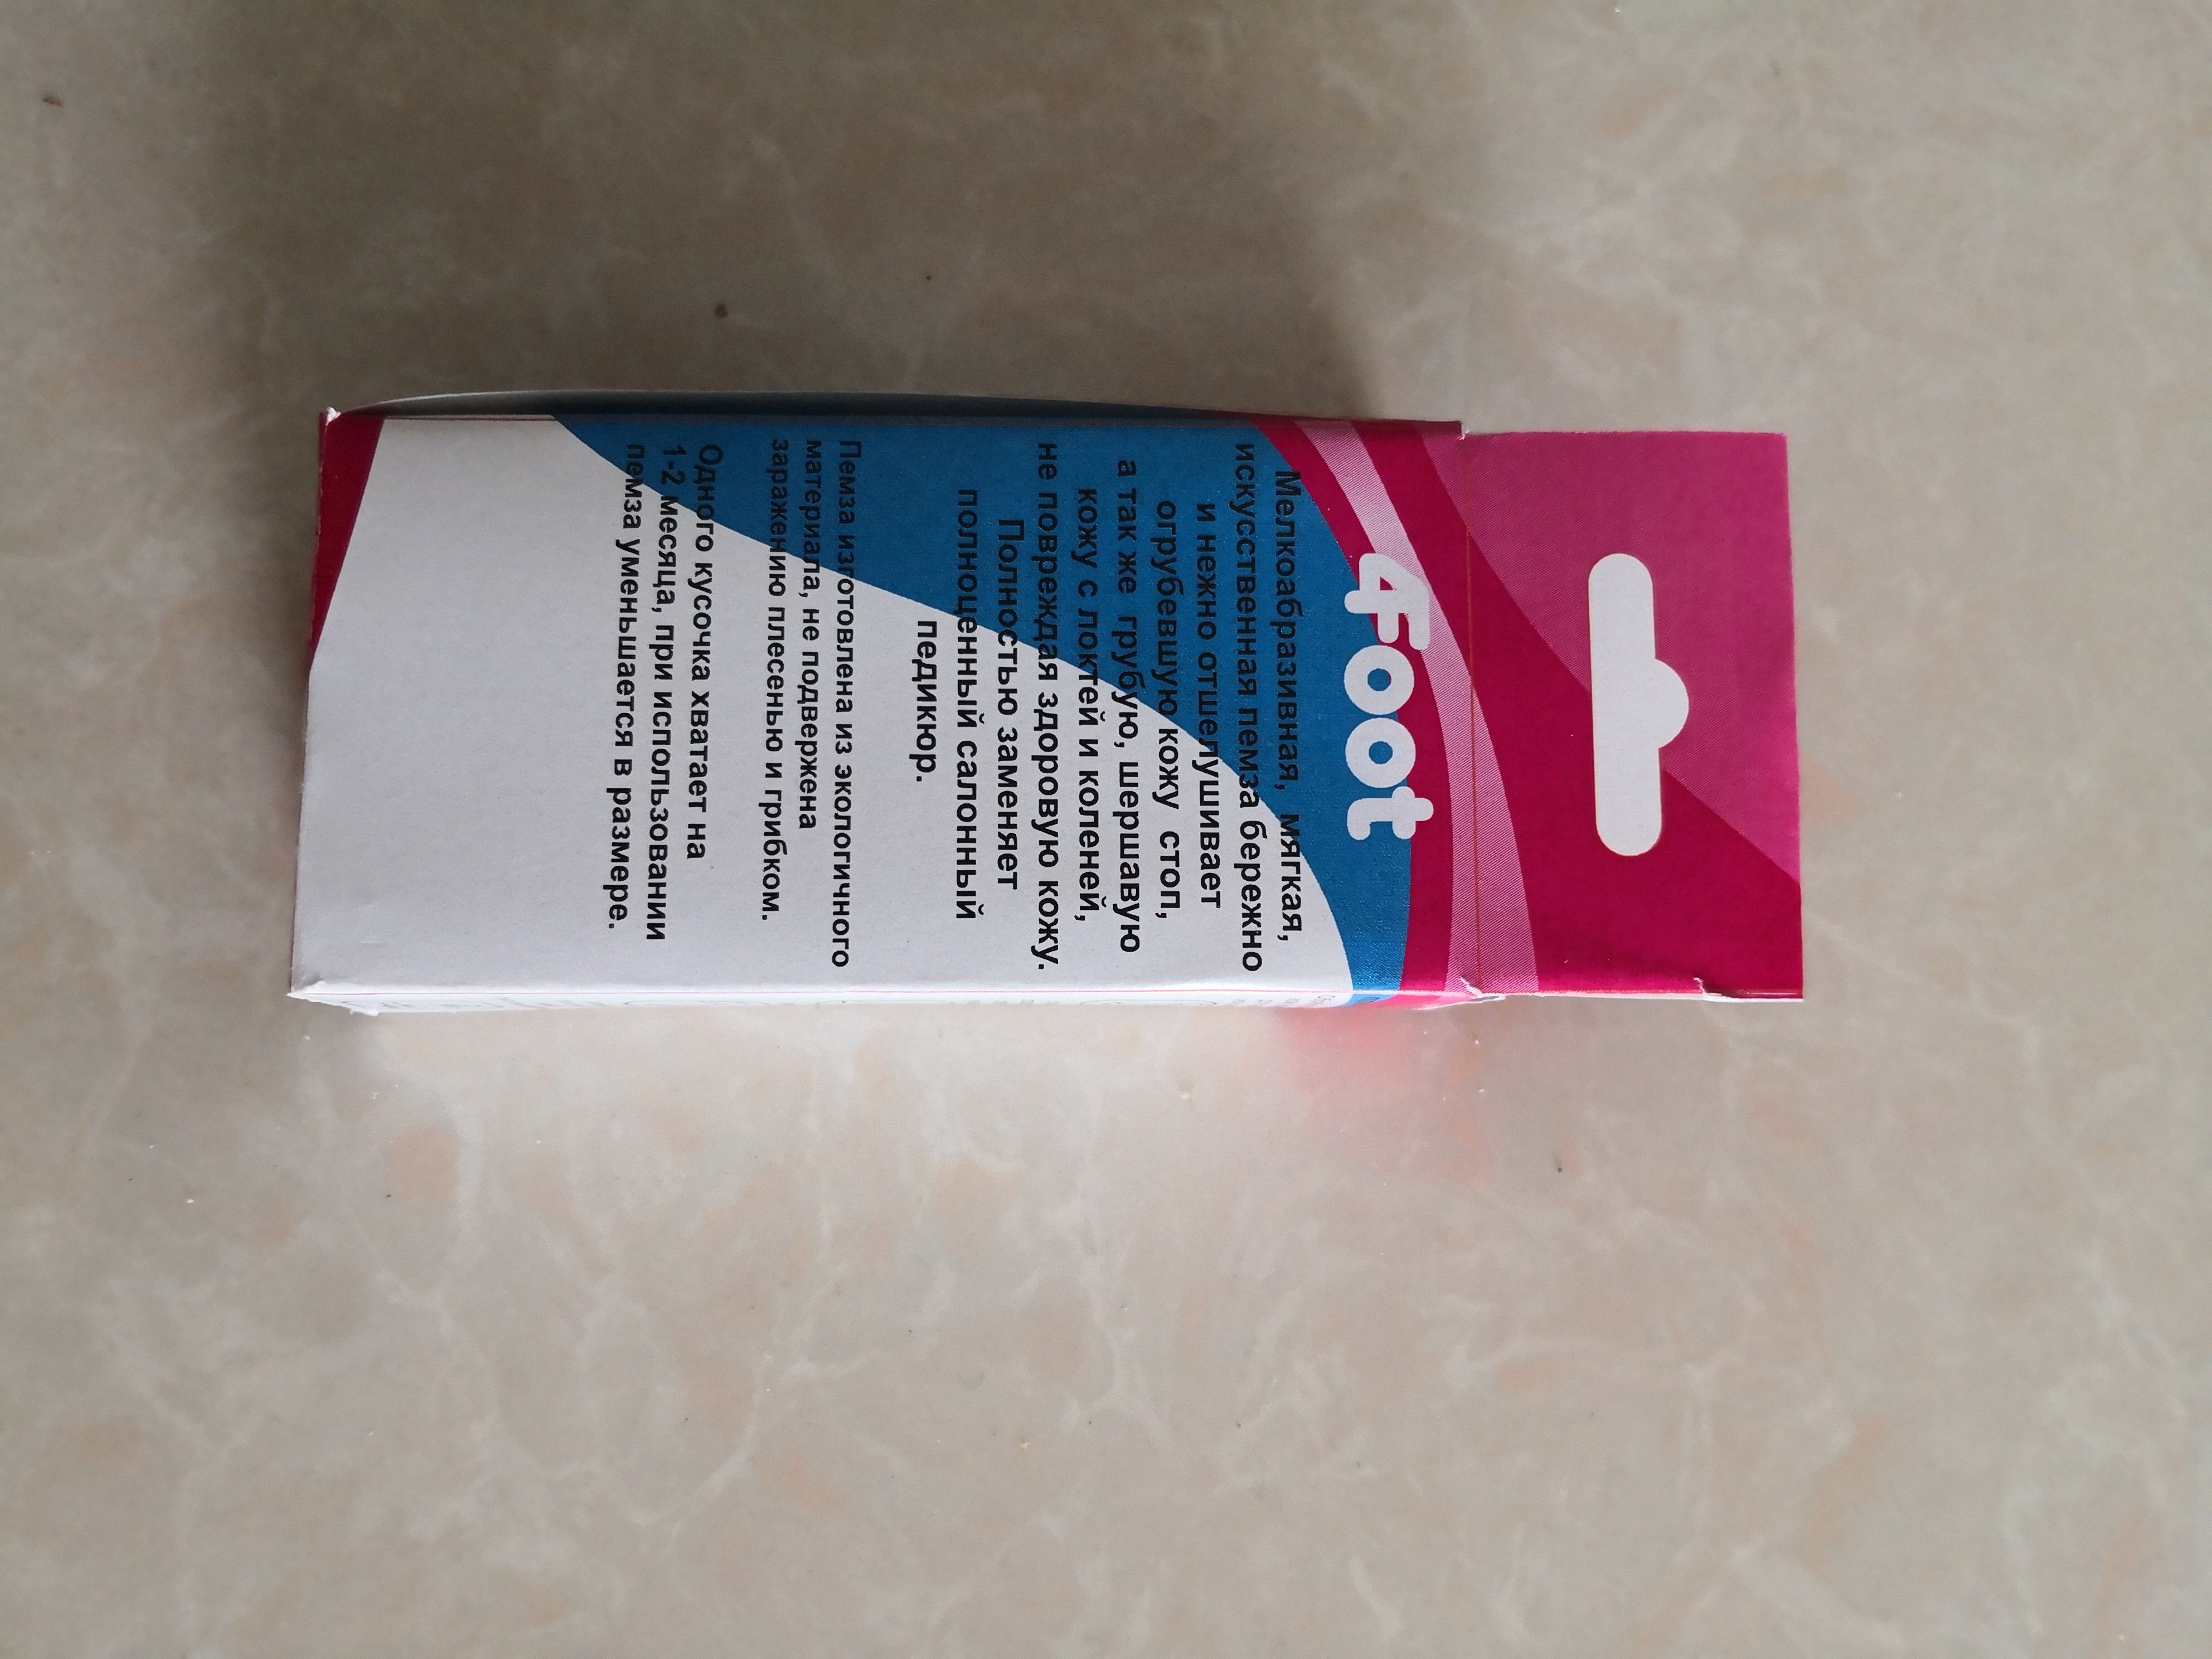 Foot
Мелкоабразивная, мягкая,
искусственная пемза бережно
и нежно отшелушивает
огрубевшую кожу стоп,
а так же грубую, шершавую
кожу с локтей и коленей,
не повреждая здоровую кожу.
Полностью заменяет
полноценный салонный
педикюр.
Пемза изготовлена из экологичного
материала, не подвержена
заражению плесенью и грибком.
Одного кусочка хватает на
1-2 месяца, при использовании
пемза уменьшается в размере.